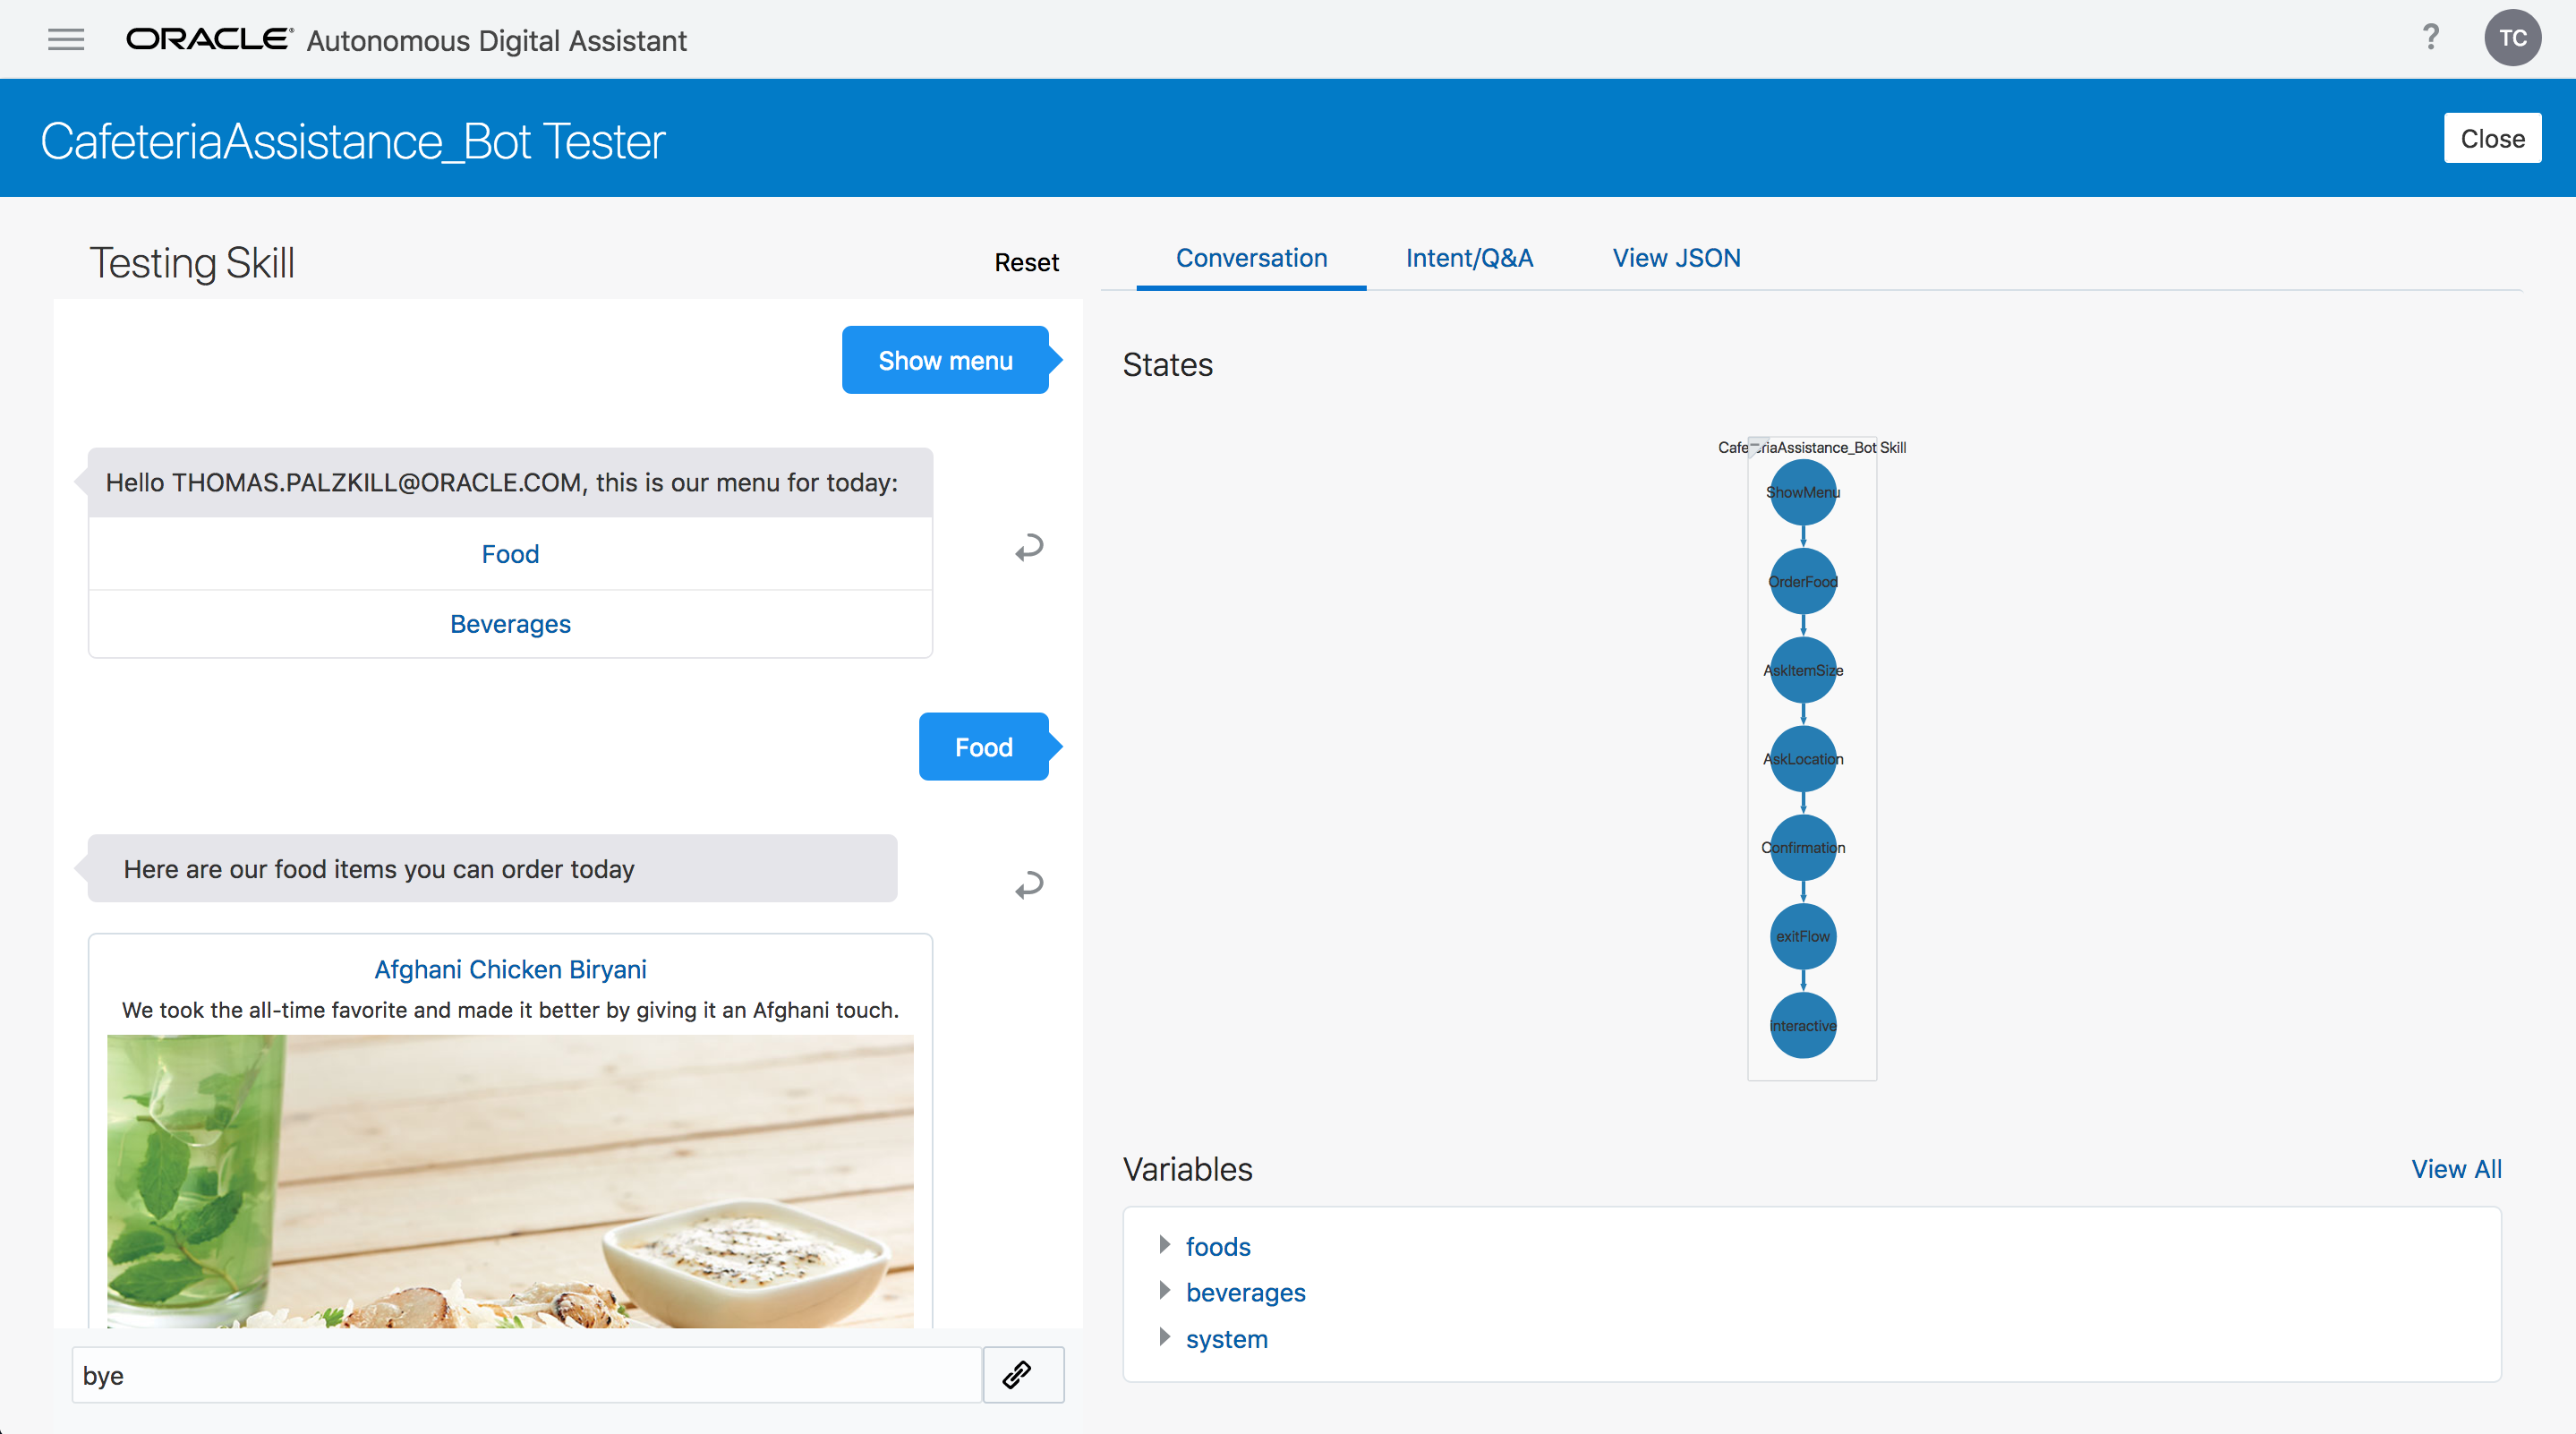 ORACLE® Autonomous Digital Assistant
?
TC
CafeteriaAssistance_Bot Tester
Close
Testing Skill
Reset
Show menu
Hello THOMAS.PALZKILL@ORACLE.COM, this is our menu for today:
Food
Beverages
Food
Here are our food items you can order today
Afghani Chicken Biryani
We took the all-time favorite and made it better by giving it an Afghani touch.
bye
Conversation
Intent/Q&A
View JSON
States
CafeteriaAssistance_Bot Skill
ShowMenu
OrderFood
AskItemSize
AskLocation
Confirmation
exitFlow
interactive
Variables
View All
foods
beverages
system